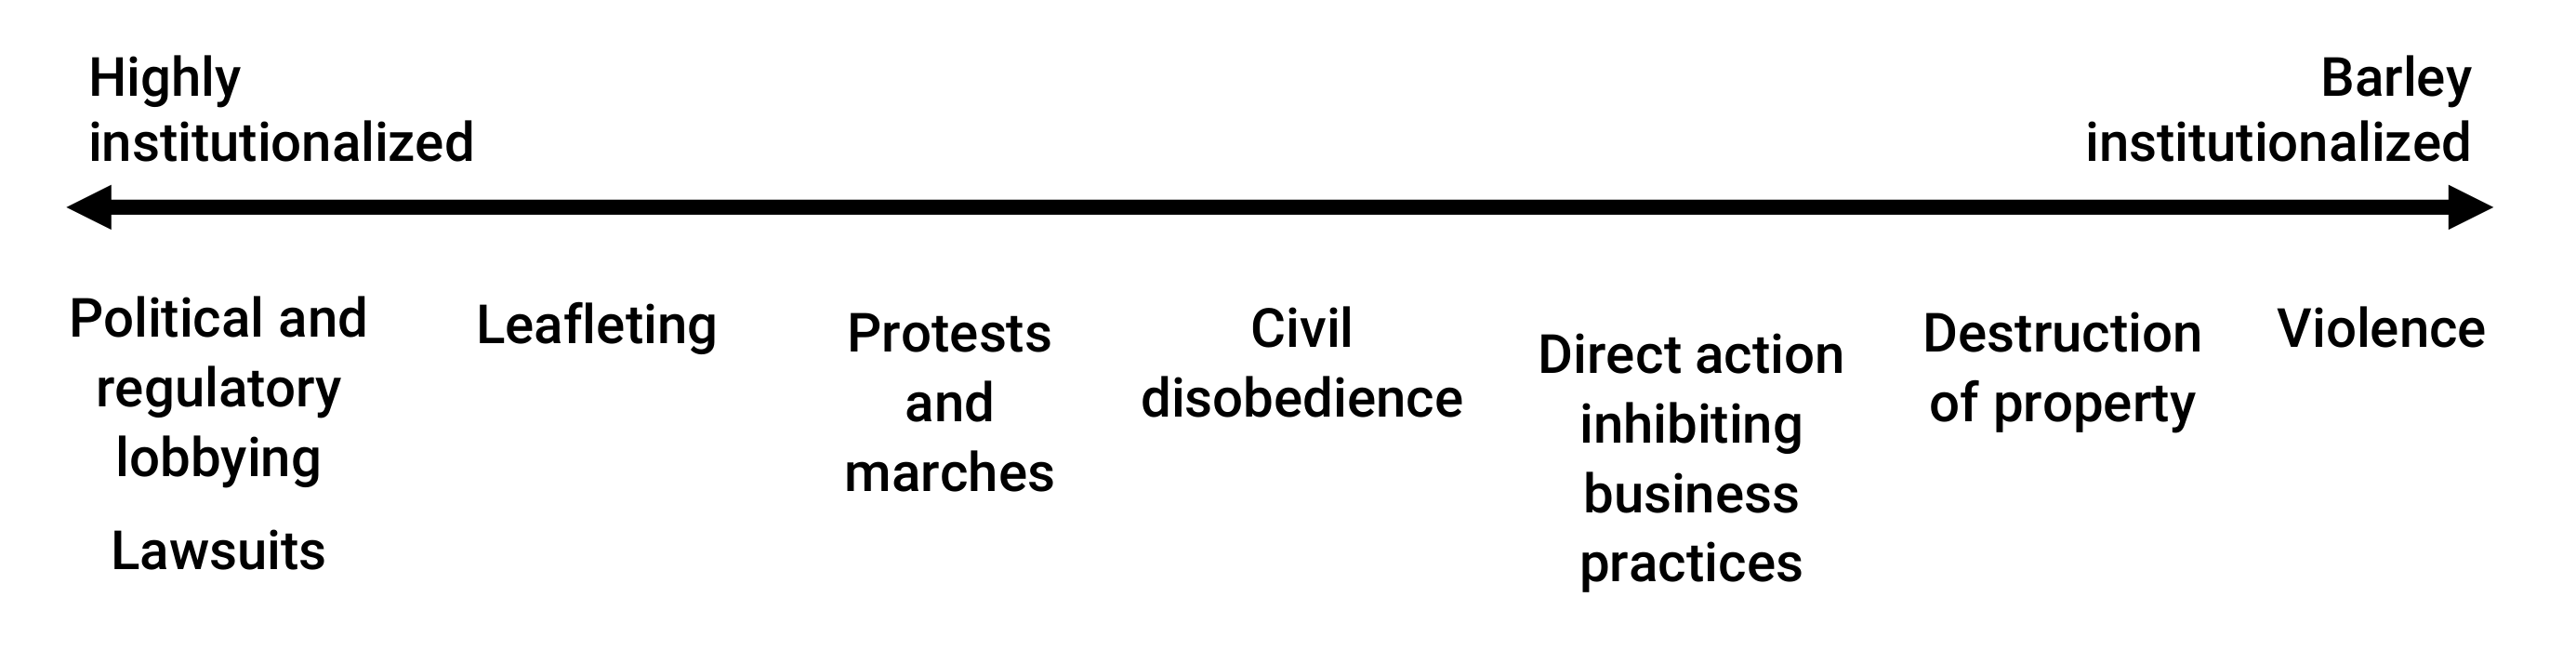 Highly
institutionalized
Barley
institutionalized
Political and
regulatory
lobbying
Lawsuits
Leafleting
Protests
and
marches
Civil
disobedience
Direct action
inhibiting
business
practices
Destruction
of property
Violence